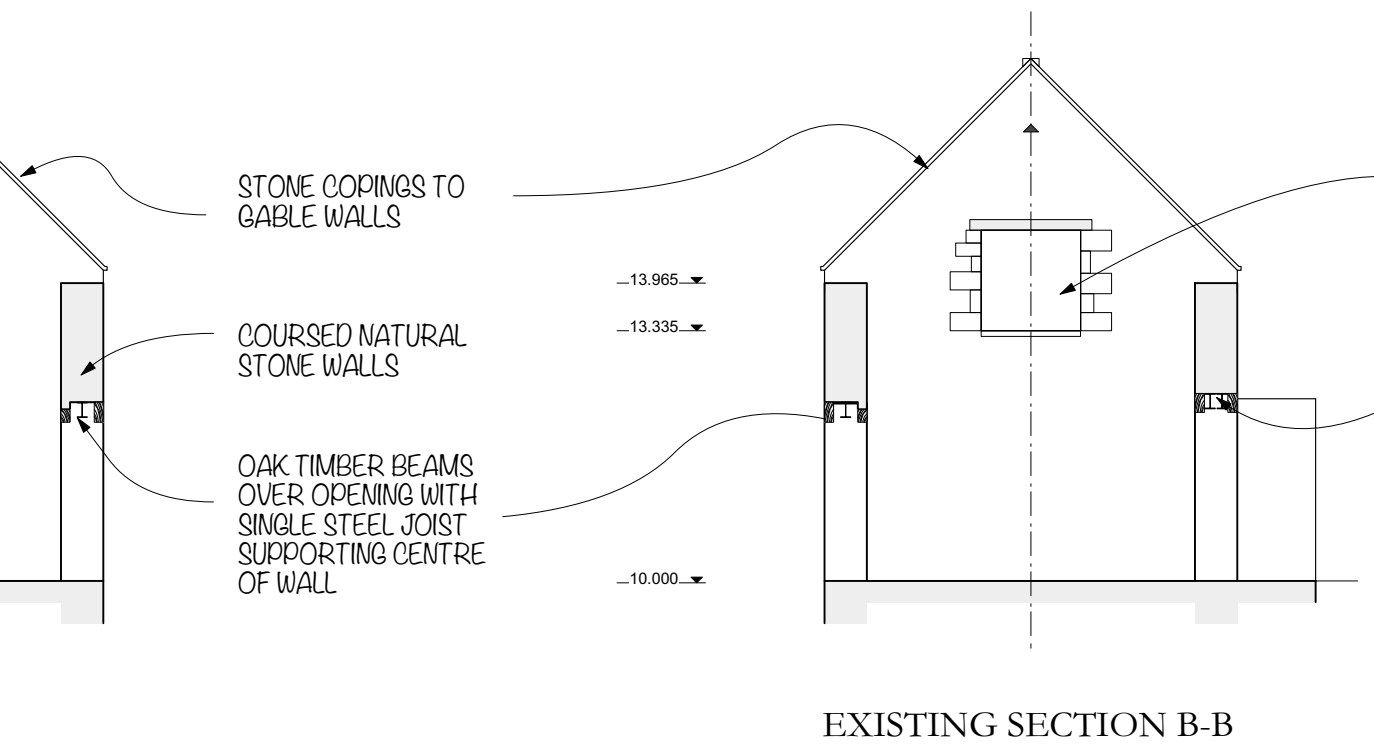 STONE COPINGS TO
GABLE WALLS
13.965
13.335
COURSED NATURAL
STONE WALLS
OAK TIMBER BEAMS
OVER OPENING WITH
SINGLE STEEL JOIST
SUPPORTING CENTRE
OF WALL
10.000
EXISTING SECTION B-B